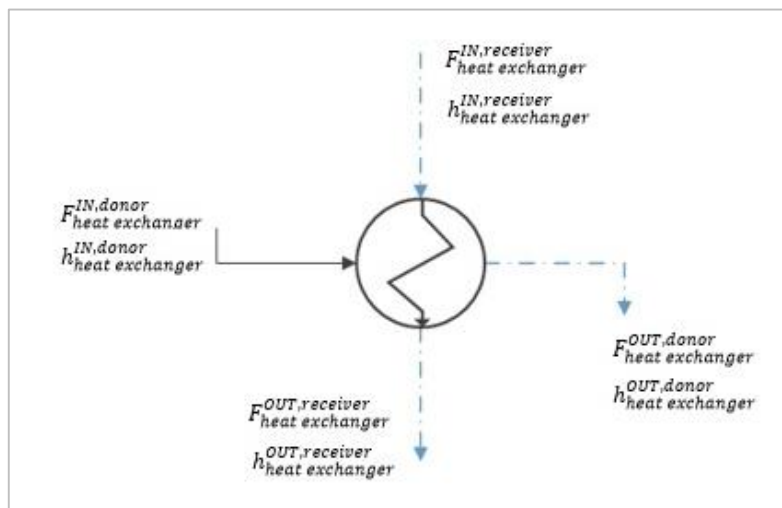 F^{IN,receiver}_{heat exchanger}
h^{IN,receiver}_{heat exchanger}
F^{IN,donor}_{heat exchanger}
h^{IN,donor}_{heat exchanger}
F^{OUT,donor}_{heat exchanger}
h^{OUT,donor}_{heat exchanger}
F^{OUT,receiver}_{heat exchanger}
h^{OUT,receiver}_{heat exchanger}